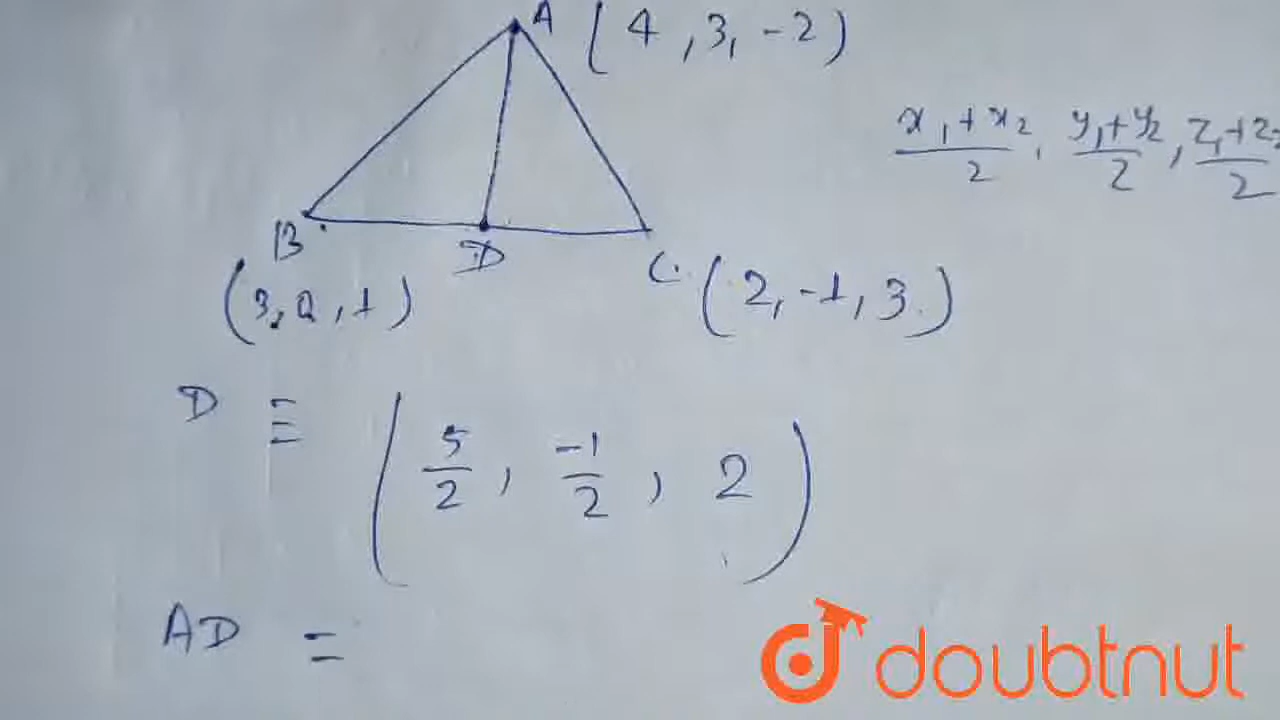 A (4, 3, -2)
x₁+x₂/2, y₁+y₂/2, z₁+z₂/2
B D C
(3, 0, 1) (2, -1, 3)
D ≡ (5/2, -1/2, 2)
AD =
doubtnut